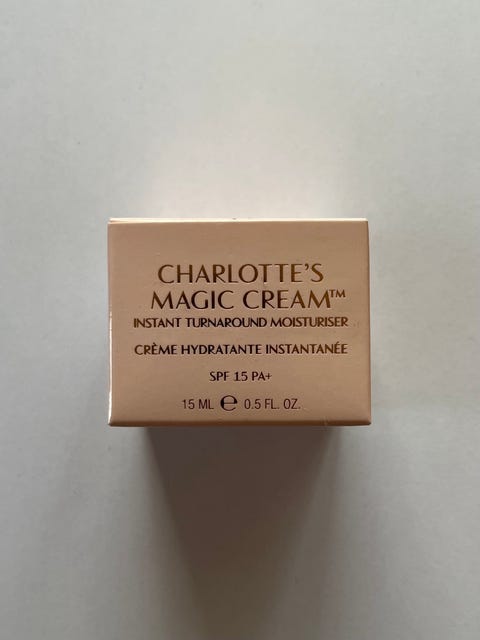 CHARLOTTE'S
MAGIC CREAM™
INSTANT TURNAROUND MOISTURISER
CRÈME HYDRATANTE INSTANTANÉE
SPF 15 PA+
15 ML ℮ 0.5 FL. OZ.